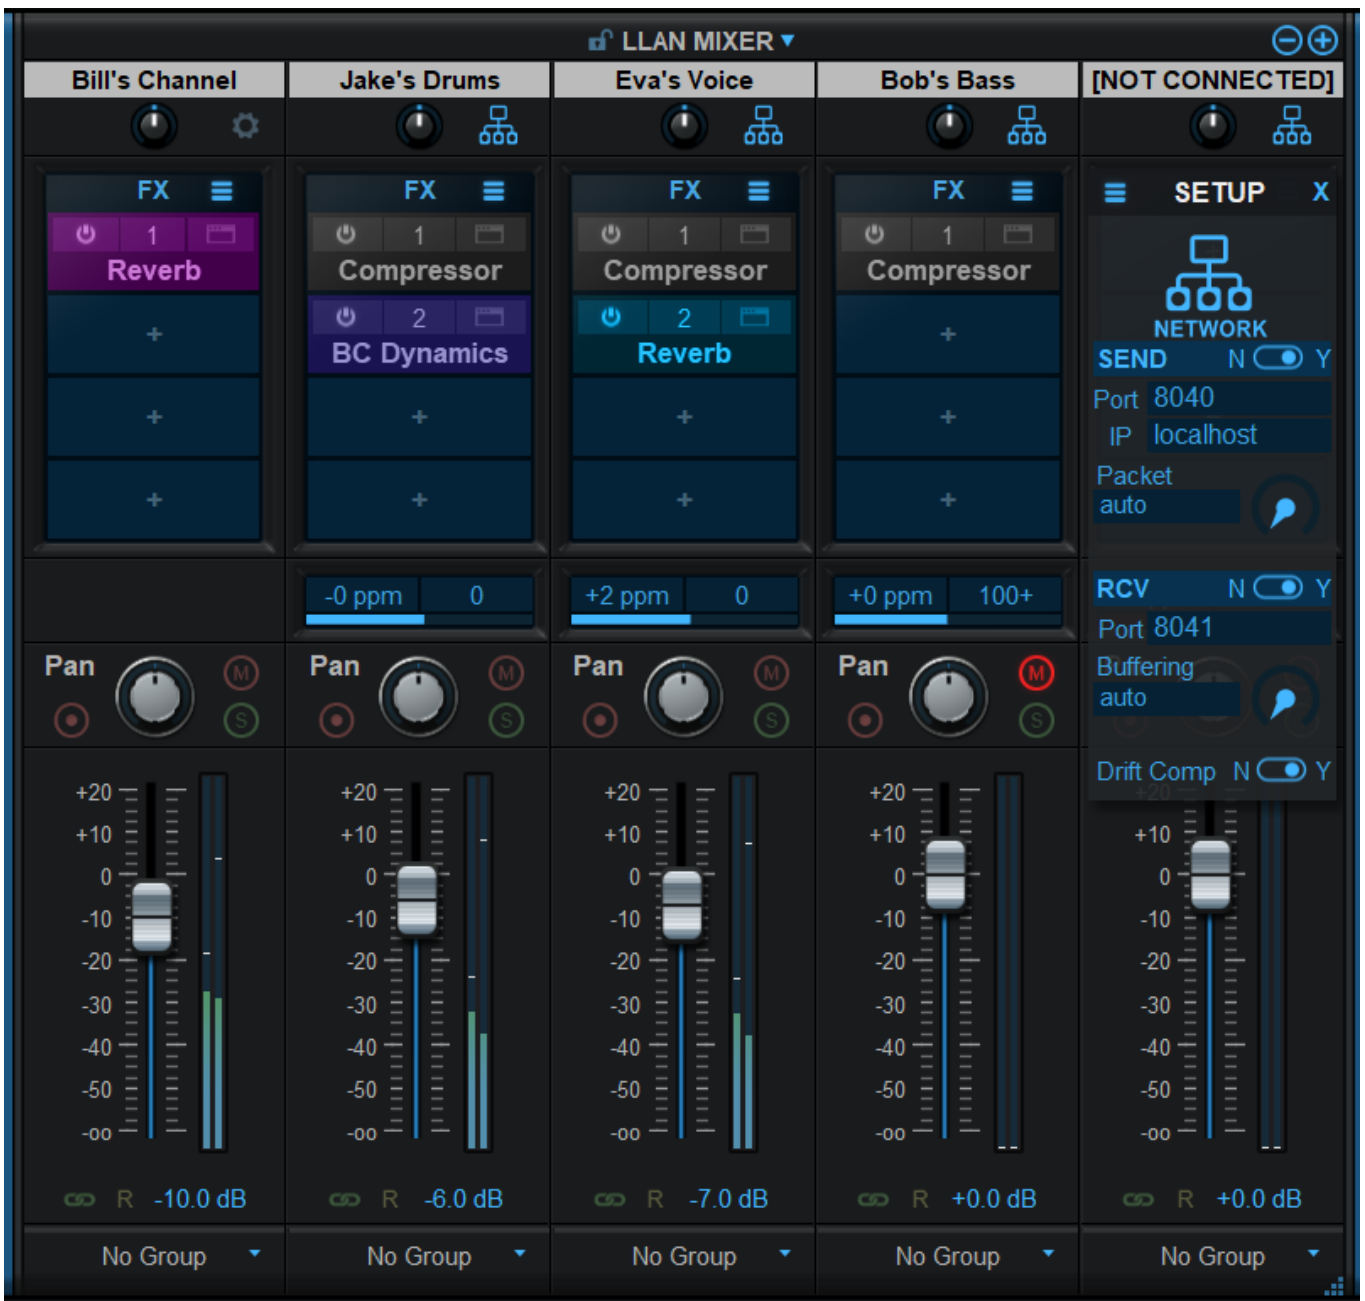 LLAN MIXER
Bill's Channel Jake's Drums Eva's Voice Bob's Bass [NOT CONNECTED]
FX FX FX FX SETUP X
1 1 1 1
Reverb Compressor Compressor Compressor
NETWORK
+ 2 2 +
BC Dynamics Reverb
SEND N Y
Port 8040
+ + + +
IP localhost
Packet
auto
+ + + +
-0 ppm 0 +2 ppm 0 +0 ppm 100+
RCV N Y
Port 8041
Pan M Pan M Pan M Pan M Buffering
auto
S S S S
Drift Comp N Y
+20 +20 +20 +20 +20
+10 +10 +10 +10 +10
0 0 0 0 0
-10 -10 -10 -10 -10
-20 -20 -20 -20 -20
-30 -30 -30 -30 -30
-40 -40 -40 -40 -40
-50 -50 -50 -50 -50
-oo -oo -oo -oo -oo
R -10.0 dB R -6.0 dB R -7.0 dB R +0.0 dB R +0.0 dB
No Group No Group No Group No Group No Group